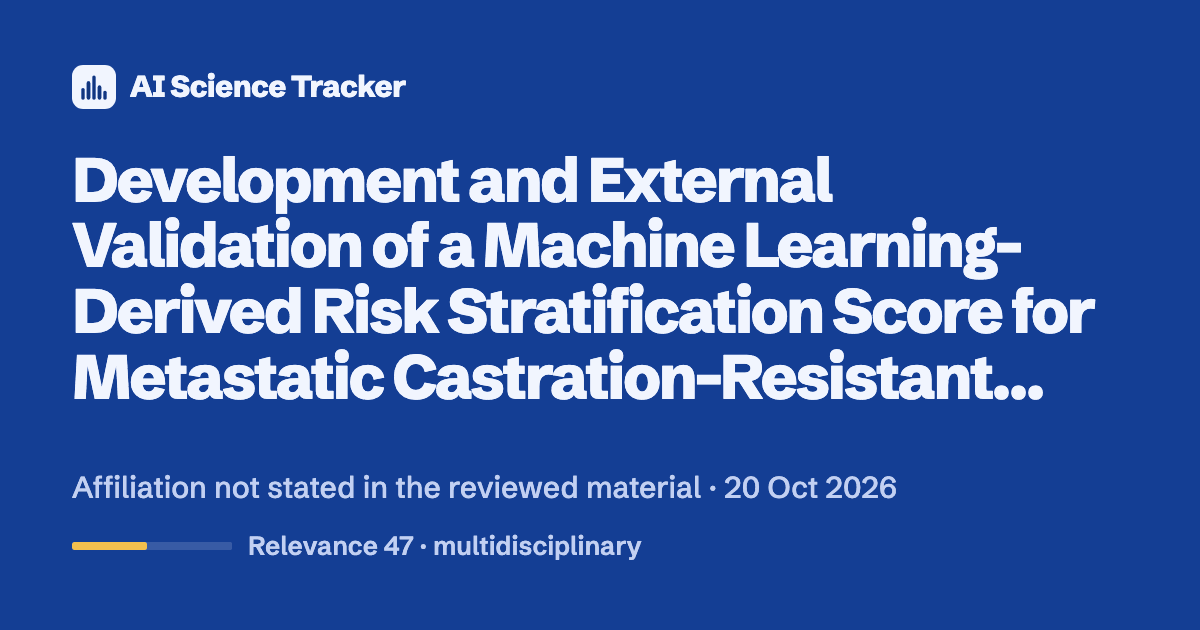 AI Science Tracker
Development and External
Validation of a Machine Learning-
Derived Risk Stratification Score for
Metastatic Castration-Resistant...
Affiliation not stated in the reviewed material · 20 Oct 2026
Relevance 47 · multidisciplinary